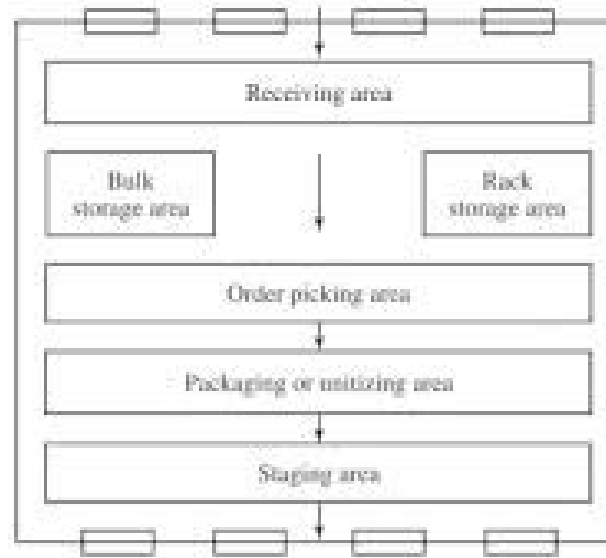 Receiving area
Bulk
storage area
Rack
storage area
Order picking area
Packaging or unitizing area
Staging area